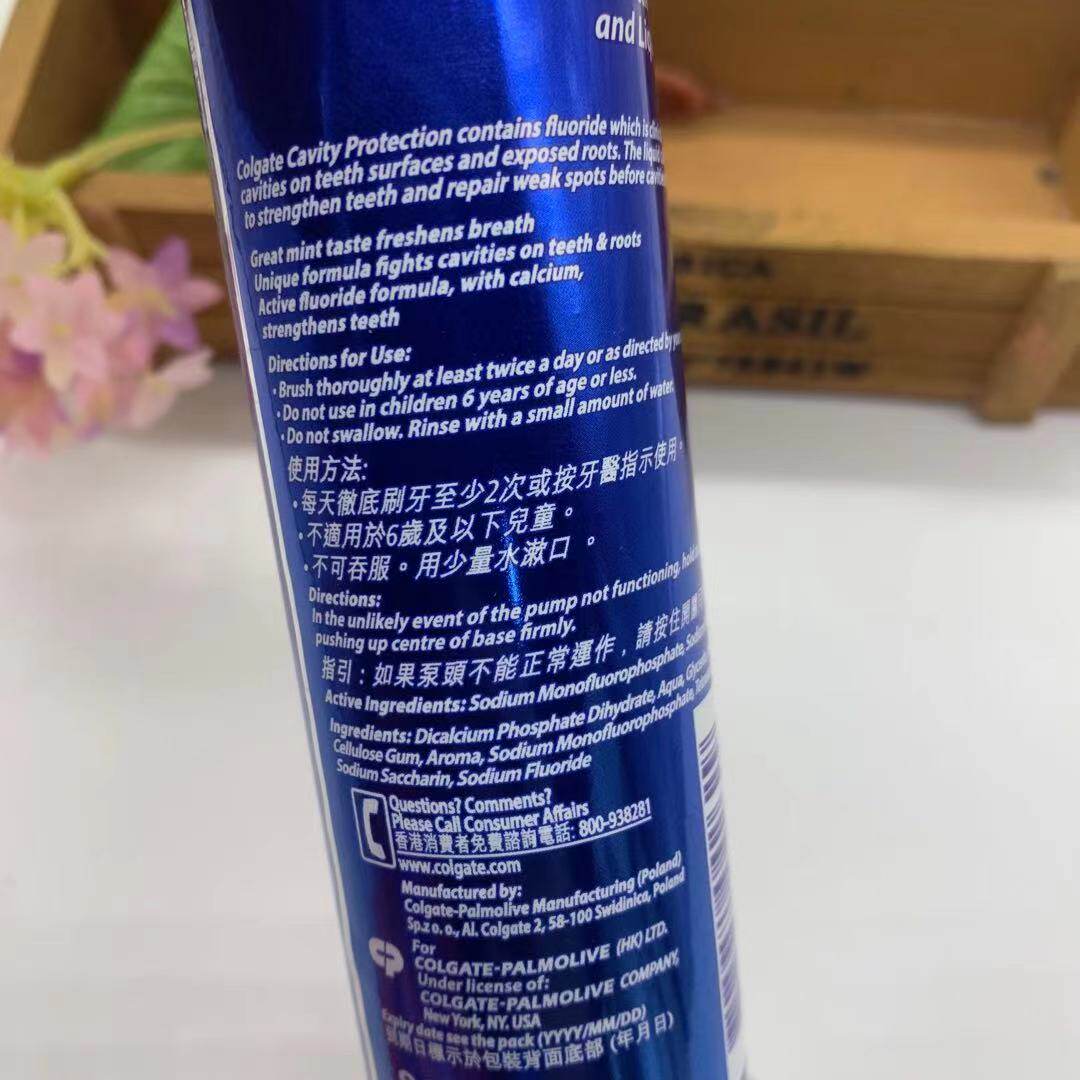 and
Colgate Cavity Protection contains fluoride which is
cavities on teeth surfaces and exposed roots. The liquid
to strengthen teeth and repair weak spots before
Great mint taste freshens breath
Unique formula fights cavities on teeth & roots
Active fluoride formula, with calcium,
strengthens teeth
Directions for Use:
• Brush thoroughly at least twice a day or as directed by
• Do not use in children 6 years of age or less.
• Do not swallow. Rinse with a small amount of water.
使用方法:
• 每天徹底刷牙至少2次或按牙醫指示使用。
• 不適用於6歲及以下兒童。
• 不可吞服。用少量水漱口。
Directions:
In the unlikely event of the pump not functioning, hold
pushing up centre of base firmly.
指引:如果泵頭不能正常運作,請按住開關
Active Ingredients: Sodium Monofluorophosphate, Sodium
Ingredients: Dicalcium Phosphate Dihydrate, Aqua,
Cellulose Gum, Aroma, Sodium Monofluorophosphate,
Sodium Saccharin, Sodium Fluoride
Questions? Comments?
Please Call Consumer Affairs
香港消費者免費諮詢電話: 800-938281
www.colgate.com
Manufactured by:
Colgate-Palmolive Manufacturing (Poland)
Sp.z o. o., Al. Colgate 2, 58-100 Swidinica, Poland
CP
For
COLGATE-PALMOLIVE (HK) LTD.
Under license of:
COLGATE-PALMOLIVE COMPANY,
New York, NY. USA
Expiry date see the pack (YYYY/MM/DD)
到期日標示於包裝背面底部 (年月日)
RASIL